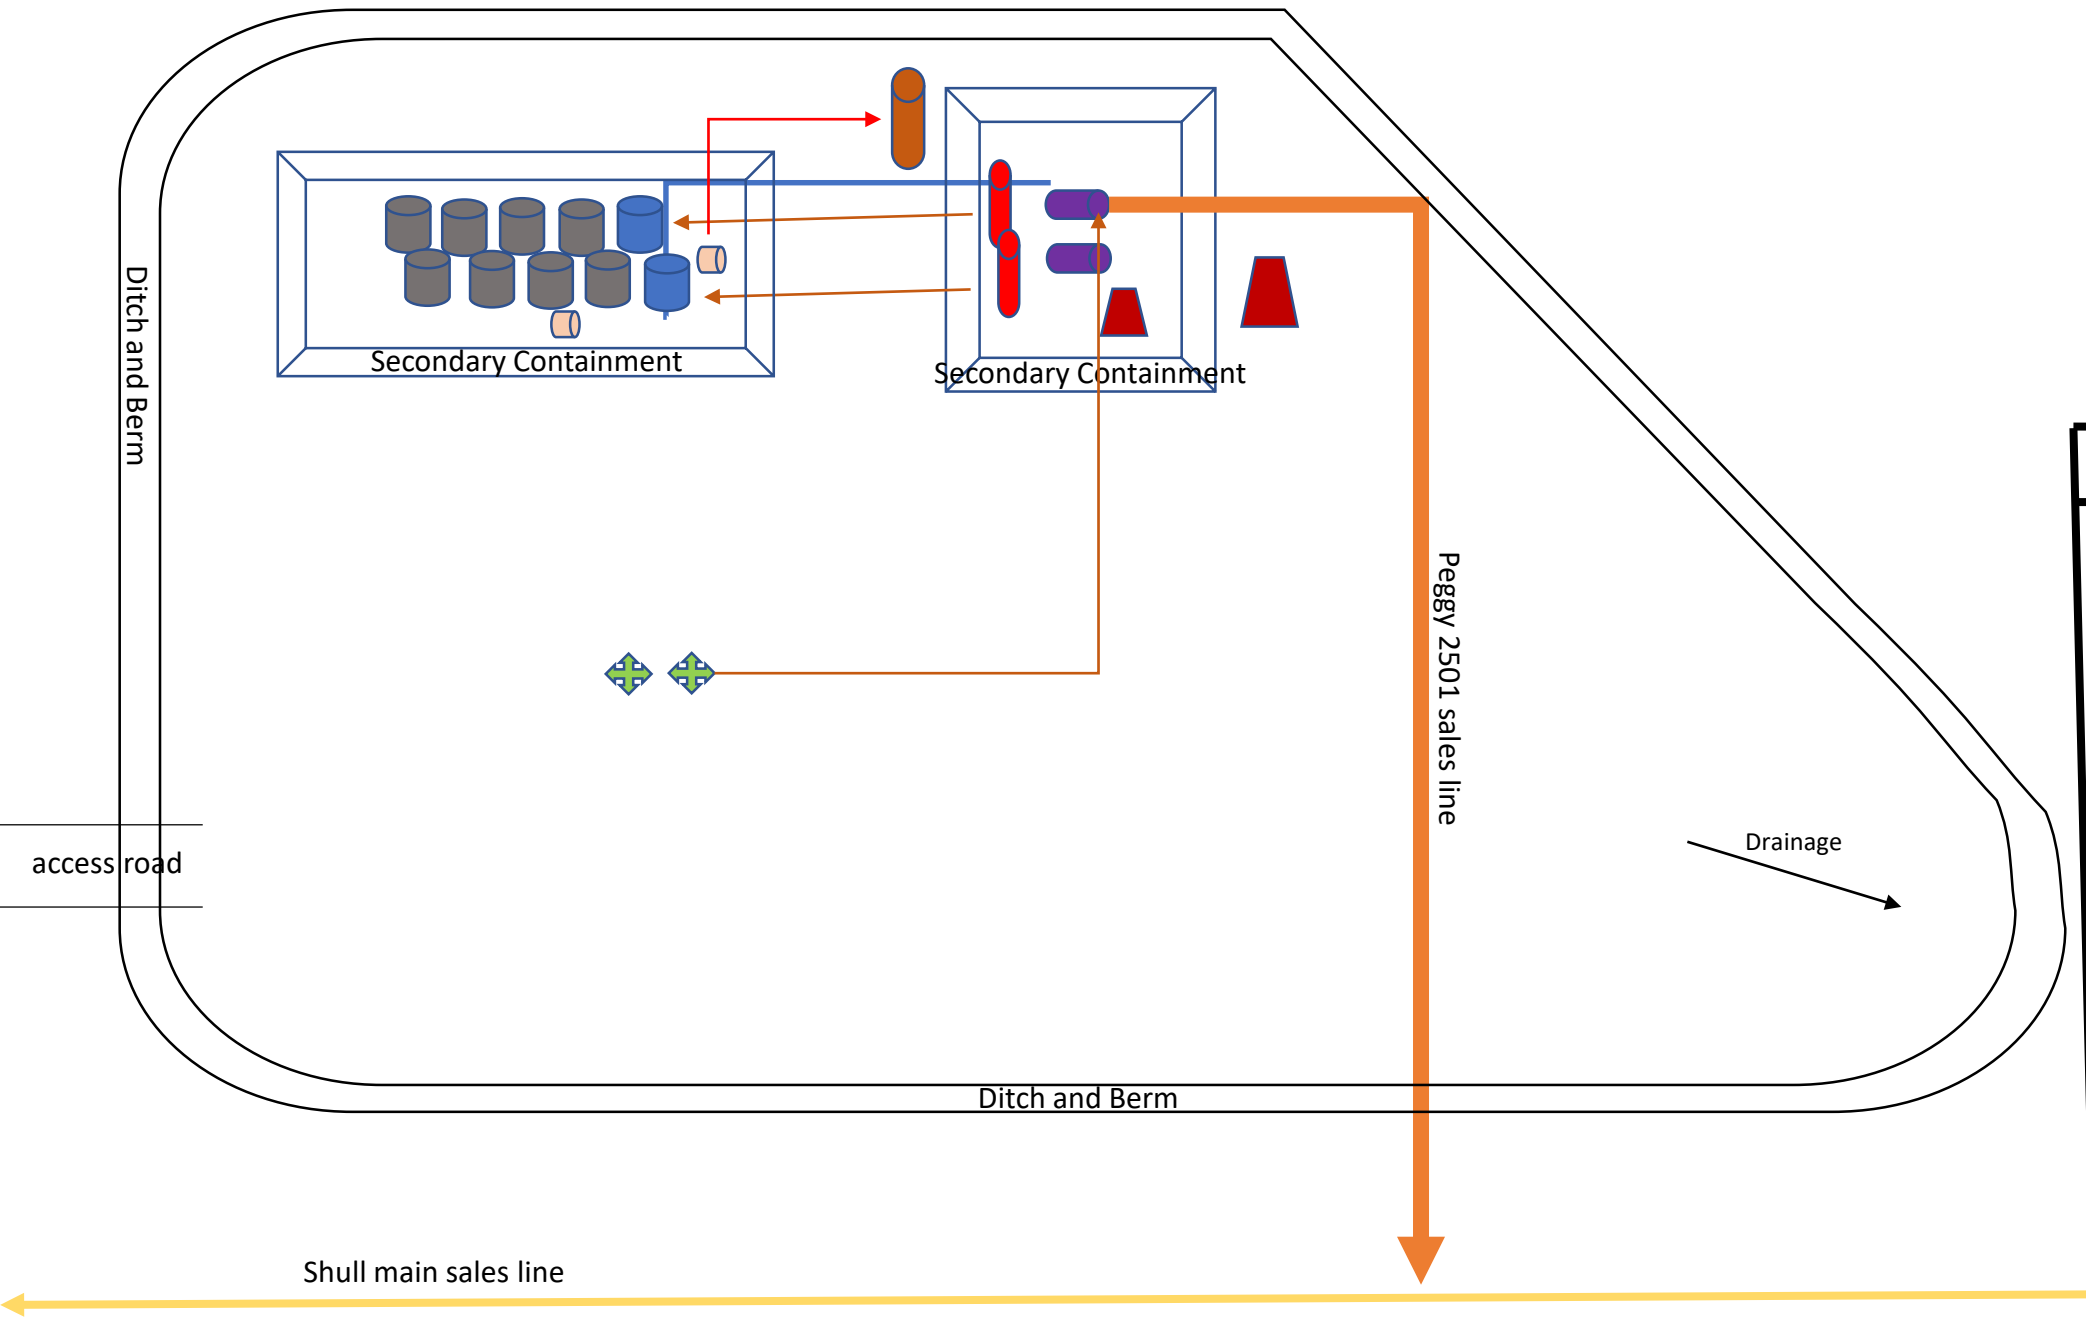 Secondary Containment
Secondary Containment
Ditch and Berm
Peggy 2501 sales line
Drainage
access road
Ditch and Berm
Shull main sales line